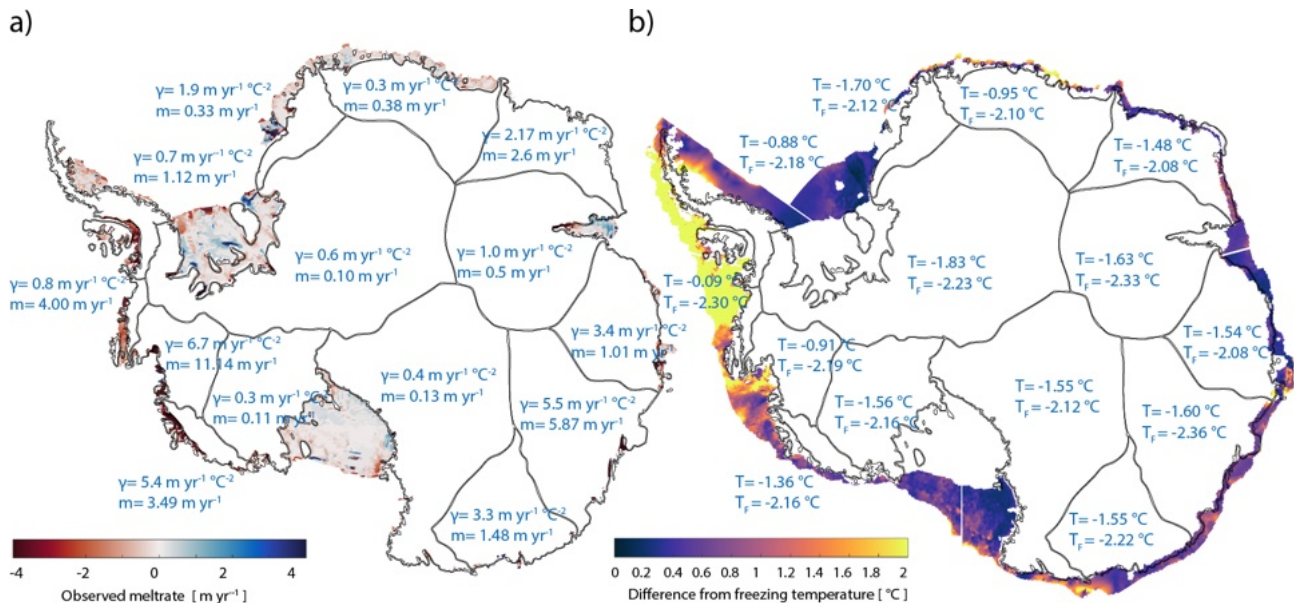 a)
γ= 1.9 m yr⁻¹ °C⁻²
m= 0.33 m yr⁻¹
γ= 0.3 m yr⁻¹ °C
m= 0.38 m yr⁻¹
γ= 2.17 m yr⁻¹ °C⁻²
m= 2.6 m yr⁻¹
γ= 0.7 m yr⁻¹ °C⁻²
m= 1.12 m yr⁻¹
γ= 0.6 m yr⁻¹ °C⁻²
m= 0.10 m yr⁻¹
γ= 1.0 m yr⁻¹ °C⁻²
m= 0.5 m yr⁻¹
γ= 0.8 m yr⁻¹ °C⁻²
m= 4.00 m yr⁻¹
γ= 3.4 m yr⁻¹ °C⁻²
m= 1.01 m yr
γ= 6.7 m yr⁻¹ °C⁻²
m= 11.14 m yr⁻¹
γ= 0.3 m yr⁻¹ °C
m= 0.11 m yr⁻¹
γ= 0.4 m yr⁻¹ °C⁻²
m= 0.13 m yr⁻¹
γ= 5.5 m yr⁻¹ °C⁻²
m= 5.87 m yr⁻¹
γ= 5.4 m yr⁻¹ °C⁻²
m= 3.49 m yr⁻¹
γ= 3.3 m yr⁻¹ °C⁻²
m= 1.48 m yr⁻¹
-4 -2 0 2 4
Observed meltrate [ m yr⁻¹ ]
b)
T= -1.70 °C
T_F= -2.12 °C
T= -0.95 °C
T_F= -2.10 °C
T= -0.88 °C
T_F= -2.18 °C
T= -1.48 °C
T_F= -2.08 °C
T= -1.83 °C
T_F= -2.23 °C
T= -1.63 °C
T_F= -2.33 °C
T= -0.09 °C
T_F= -2.30 °C
T= -1.54 °C
T_F= -2.08 °C
T= -0.91 °C
T_F= -2.19 °C
T= -1.56 °C
T_F= -2.16 °C
T= -1.55 °C
T_F= -2.12 °C
T= -1.60 °C
T_F= -2.36 °C
T= -1.36 °C
T_F= -2.16 °C
T= -1.55 °C
T_F= -2.22 °C
0 0.2 0.4 0.6 0.8 1 1.2 1.4 1.6 1.8 2
Difference from freezing temperature [ °C]